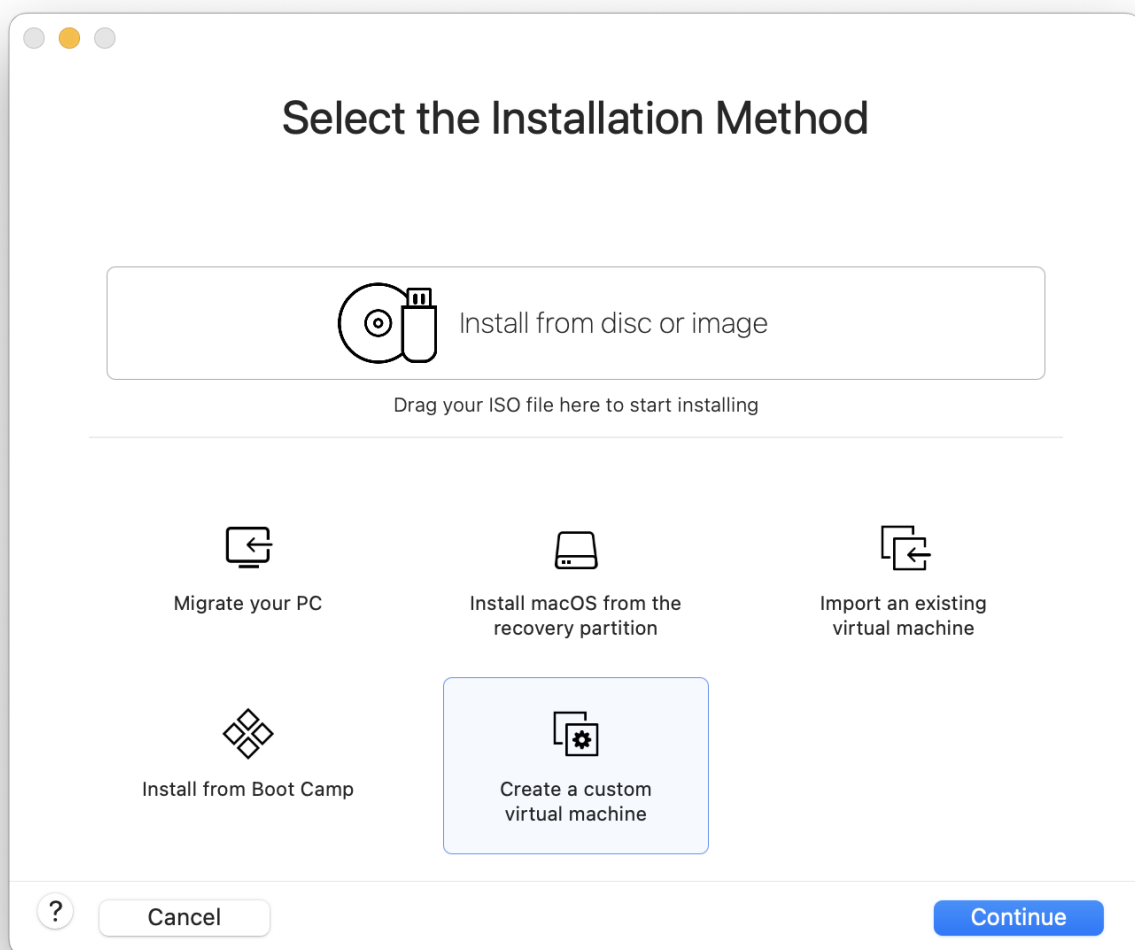 Select the Installation Method
Install from disc or image
Drag your ISO file here to start installing
Migrate your PC
Install macOS from the
recovery partition
Import an existing
virtual machine
Install from Boot Camp
Create a custom
virtual machine
?
Cancel
Continue